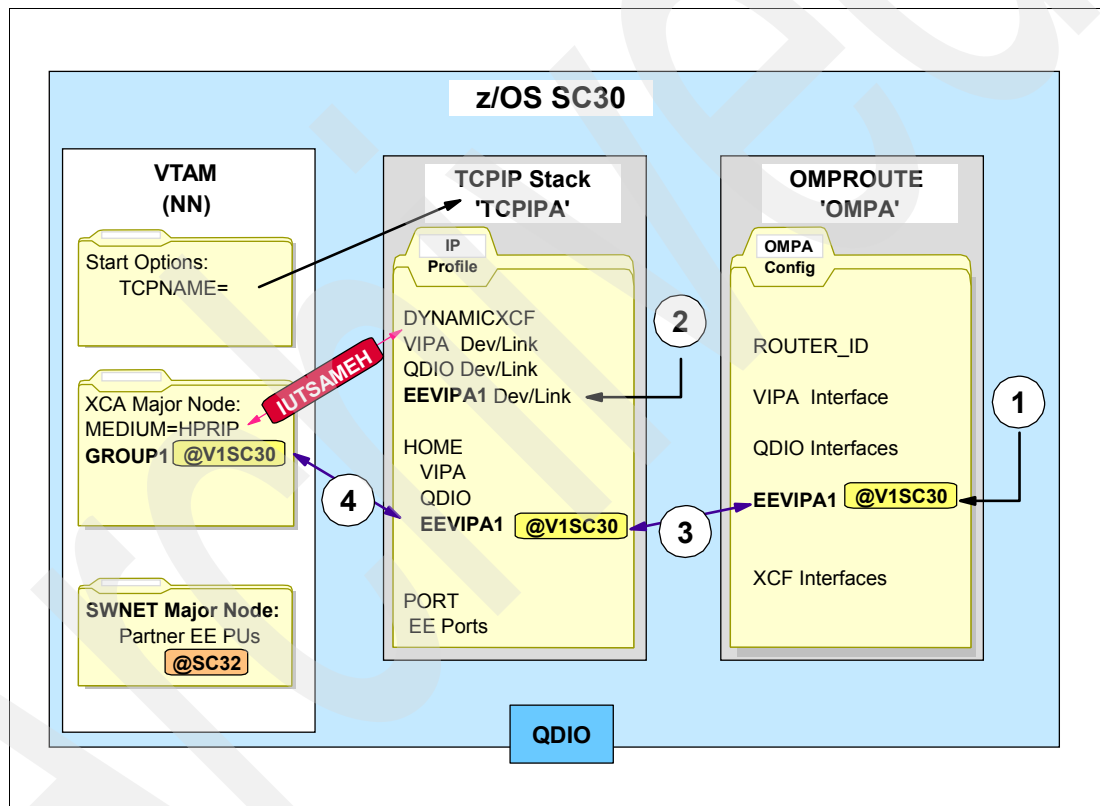 z/OS SC30
VTAM
(NN)
Start Options:
TCPNAME=
XCA Major Node:
MEDIUM=HPRIP
GROUP1 @V1SC30
SWNET Major Node:
Partner EE PUs
@SC32
IUTSAMEH
4
TCPIP Stack
'TCPIPA'
IP
Profile
DYNAMICXCF
VIPA Dev/Link
QDIO Dev/Link
EEVIPA1 Dev/Link
2
HOME
VIPA
QDIO
EEVIPA1 @V1SC30
3
PORT
EE Ports
OMPROUTE
'OMPA'
OMPA
Config
ROUTER_ID
VIPA Interface
QDIO Interfaces
EEVIPA1 @V1SC30
1
XCF Interfaces
QDIO